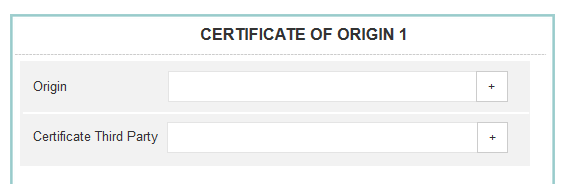 CERTIFICATE OF ORIGIN 1
Origin +
Certificate Third Party +